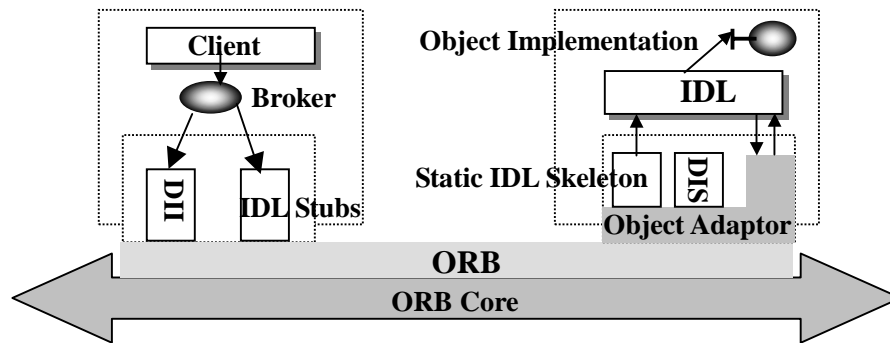 Client
Broker
DII
IDL Stubs
Object Implementation
IDL
Static IDL Skeleton
DIS
Object Adaptor
ORB
ORB Core